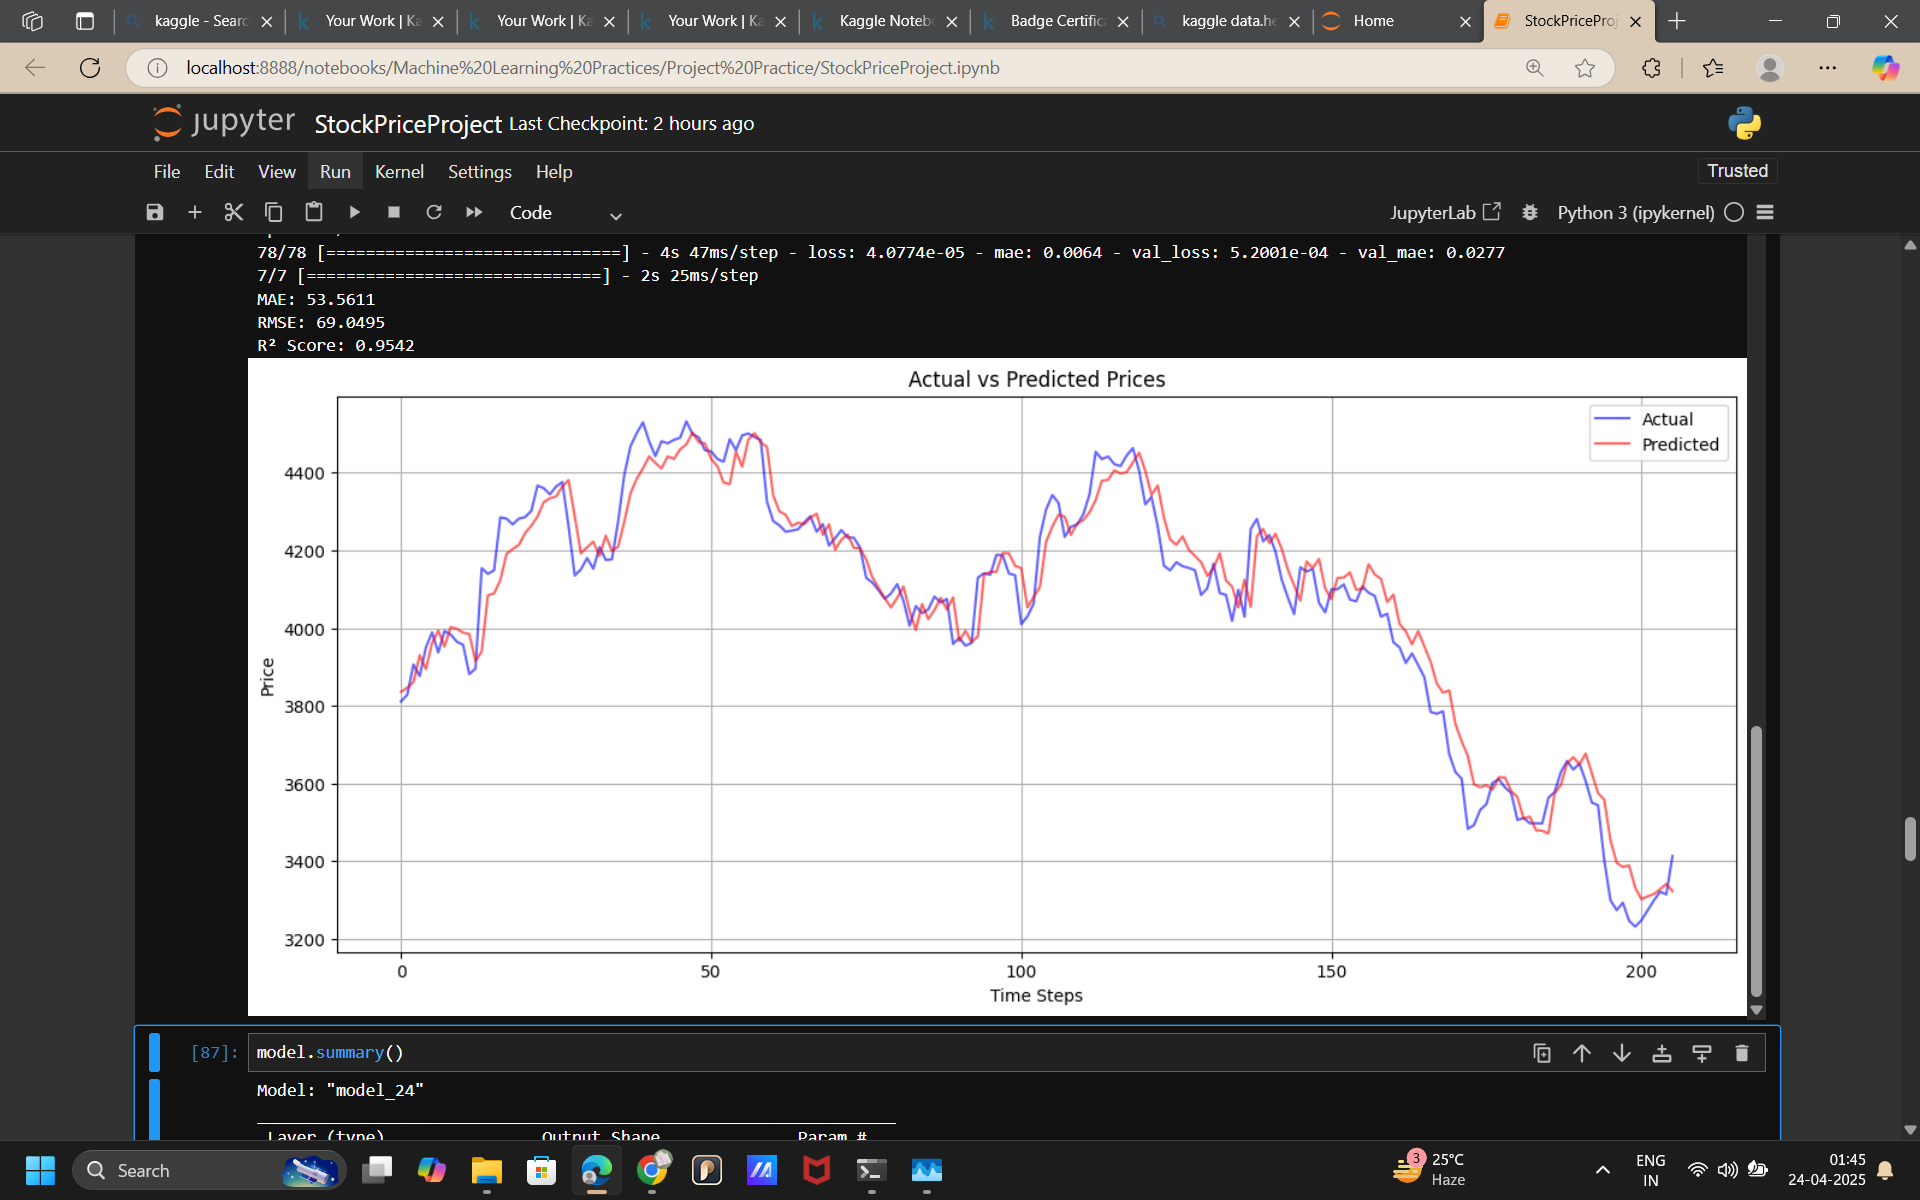 kaggle - Searc
Your Work | Ka
Your Work | Ka
Your Work | Ka
Kaggle Noteb
Badge Certific
kaggle data.he
Home
StockPriceProj
localhost:8888/notebooks/Machine%20Learning%20Practices/Project%20Practice/StockPriceProject.ipynb
jupyter StockPriceProject Last Checkpoint: 2 hours ago
File Edit View Run Kernel Settings Help
Trusted
Code
JupyterLab
Python 3 (ipykernel)
78/78 [==============================] - 4s 47ms/step - loss: 4.0774e-05 - mae: 0.0064 - val_loss: 5.2001e-04 - val_mae: 0.0277
7/7 [==============================] - 2s 25ms/step
MAE: 53.5611
RMSE: 69.0495
R² Score: 0.9542
Actual vs Predicted Prices
Actual
Predicted
4400
4200
4000
3800
3600
3400
3200
Price
0 50 100 150 200
Time Steps
[87]: model.summary()
Model: "model_24"
Layer (type) Output Shape Param #
Search
3
25°C
Haze
ENG
IN
01:45
24-04-2025